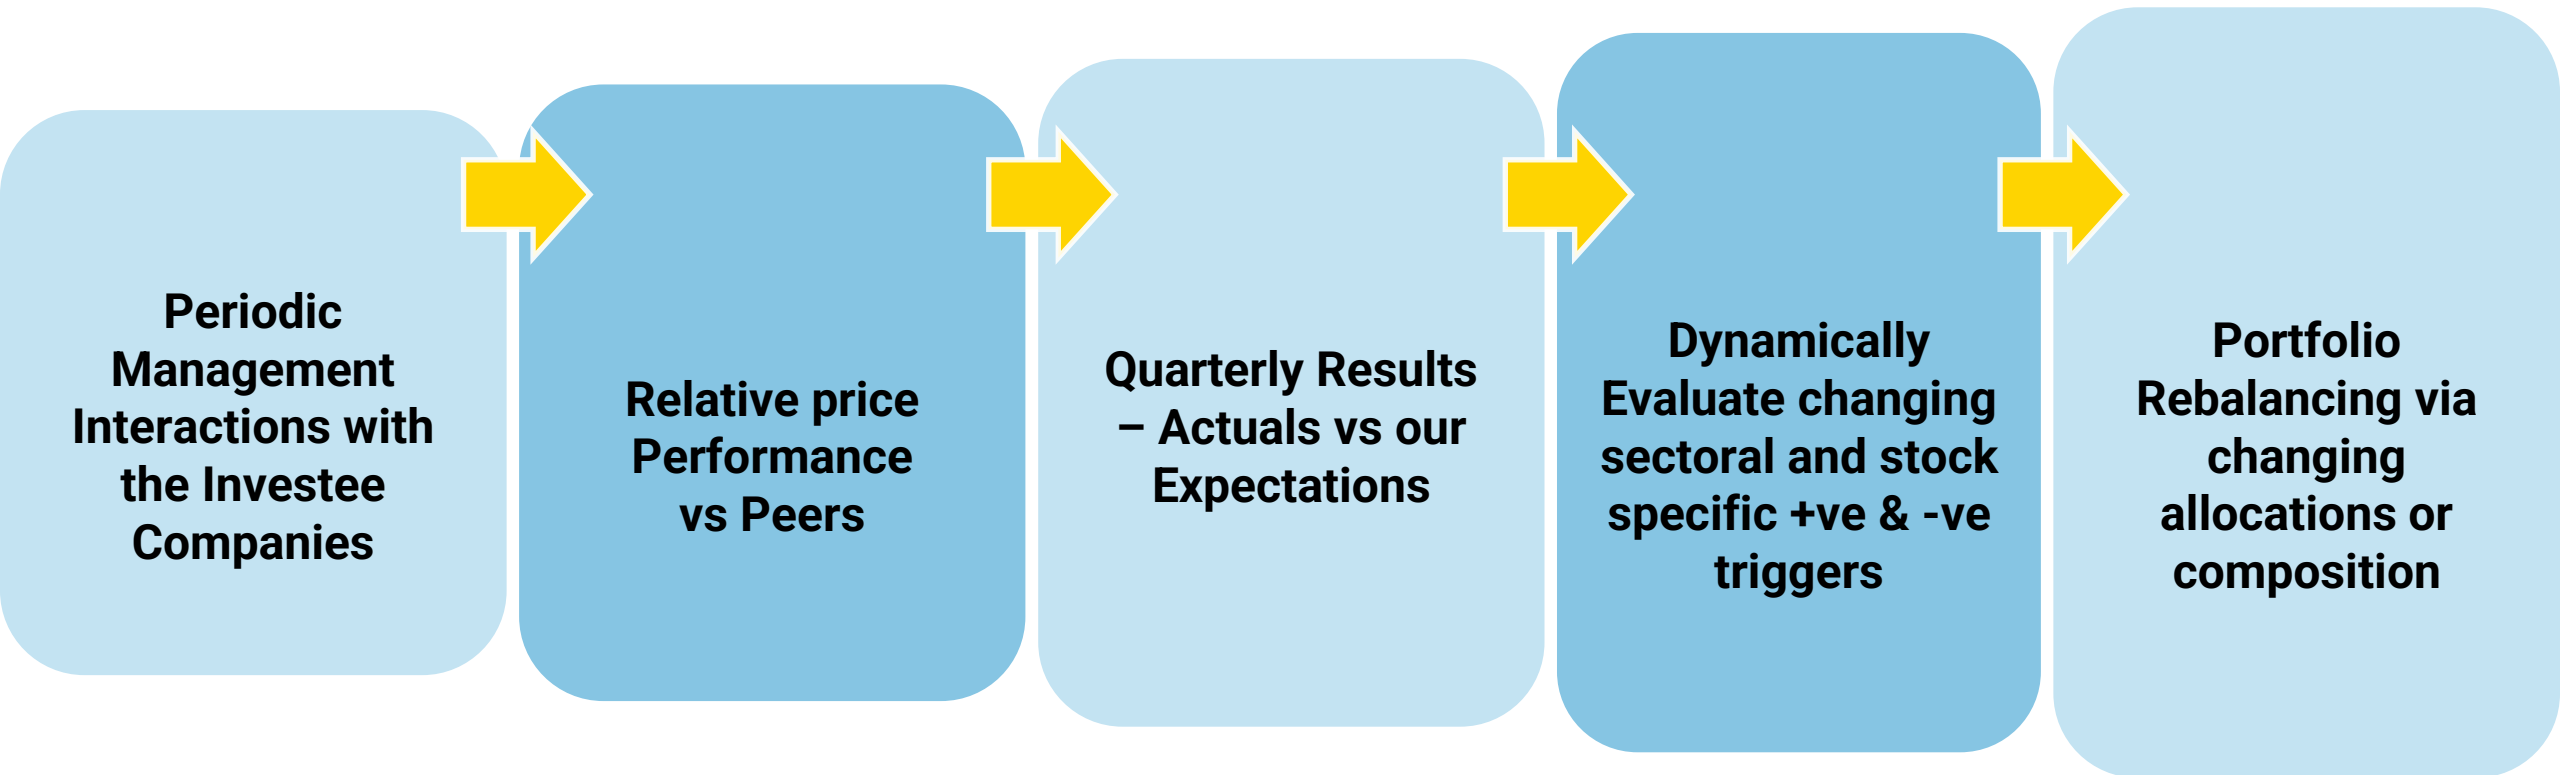 Periodic
Management
Interactions with
the Investee
Companies
Relative price
Performance
vs Peers
Quarterly Results
– Actuals vs our
Expectations
Dynamically
Evaluate changing
sectoral and stock
specific +ve & -ve
triggers
Portfolio
Rebalancing via
changing
allocations or
composition